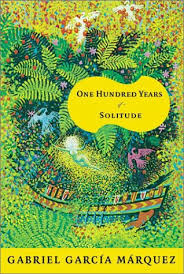 ONE HUNDRED YEARS
of
SOLITUDE
GABRIEL GARCÍA MÁRQUEZ